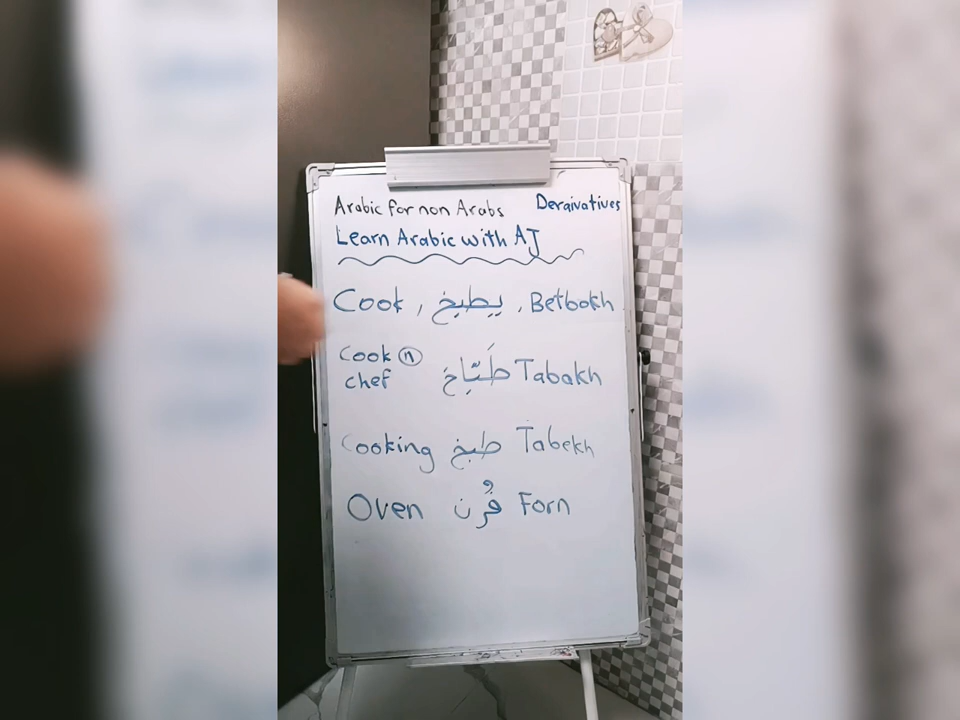 Arabic for non Arabs Deraivatives
Learn Arabic with AJ
Cook, يطبخ, Betbokh
Cook n طَبّاخ Tabakh
chef
Cooking طبخ Tabekh
Oven فُرن Forn